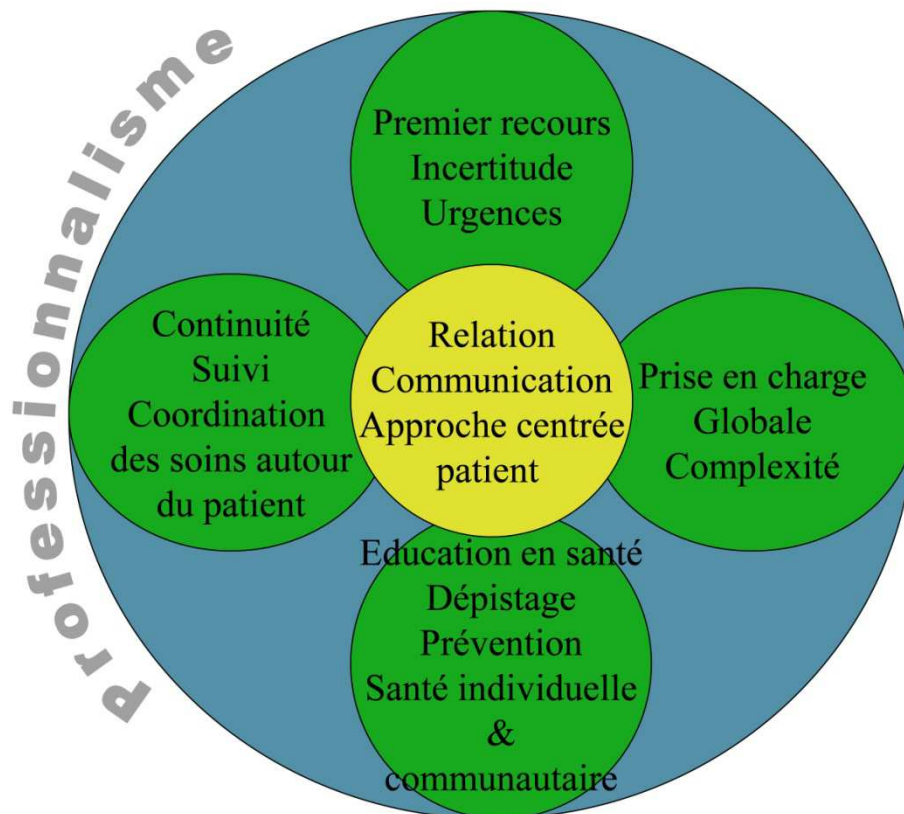 Professionnalisme
Premier recours
Incertitude
Urgences
Continuité
Suivi
Coordination
des soins autour
du patient
Relation
Communication
Approche centrée
patient
Prise en charge
Globale
Complexité
Education en santé
Dépistage
Prévention
Santé individuelle
&
communautaire